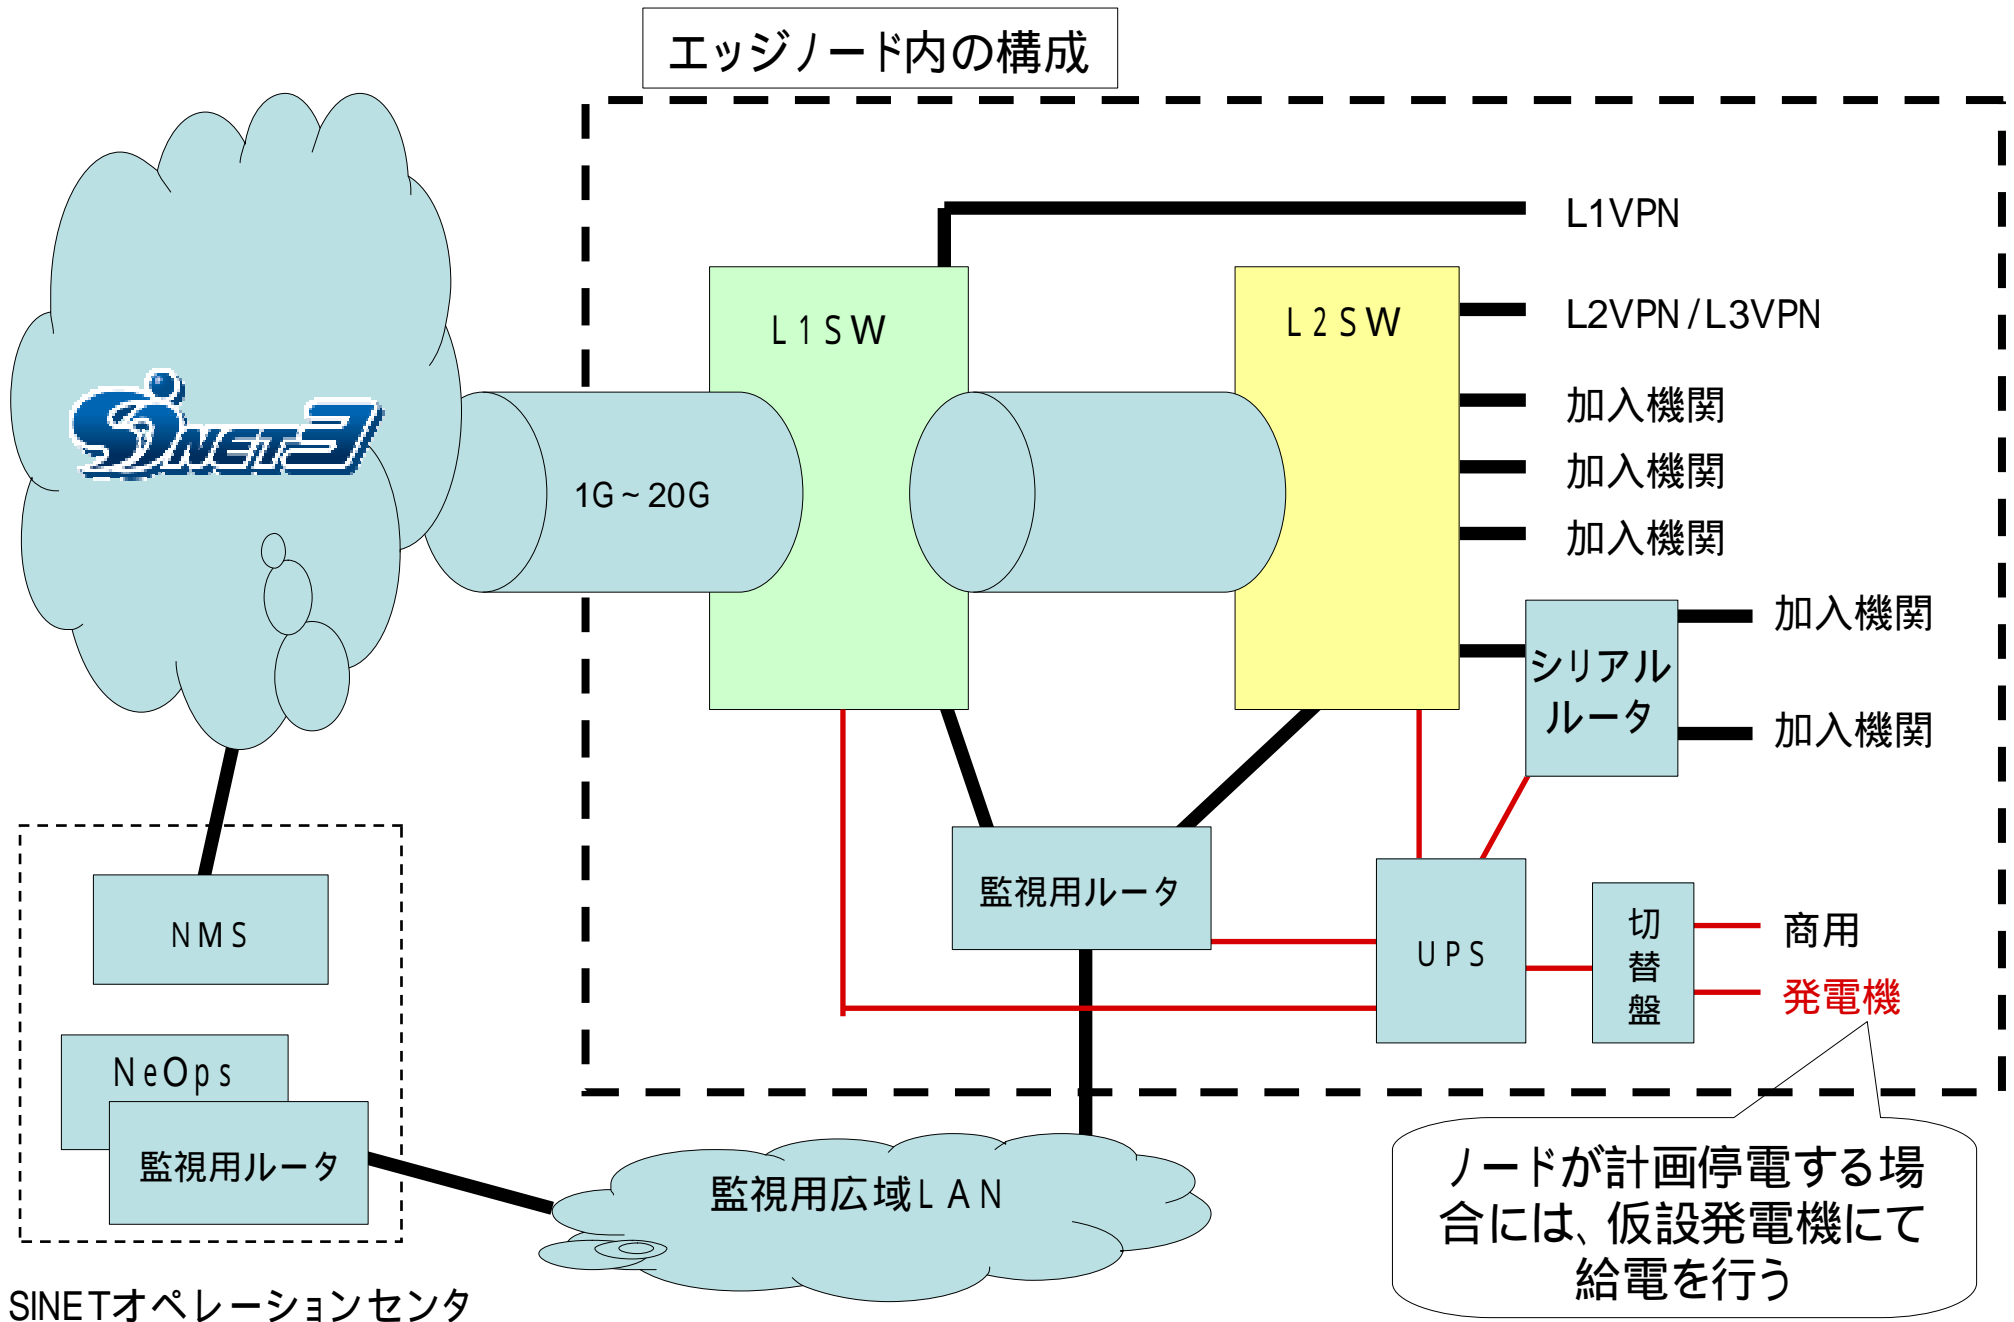 エッジノード内の構成
L1VPN
L1SW
L2SW
L2VPN/L3VPN
加入機関
SINET3
1G~20G
加入機関
加入機関
加入機関
シリアル
ルータ
加入機関
監視用ルータ
UPS
切
替
盤
商用
発電機
NMS
NeOps
監視用ルータ
監視用広域LAN
ノードが計画停電する場
合には、仮設発電機にて
給電を行う
SINETオペレーションセンタ